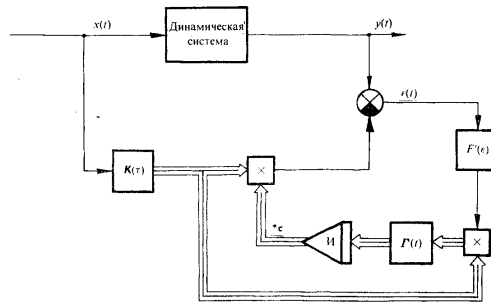 x(t)
Динамическая
система
y(t)
ε(t)
F'(ε)
K(τ)
×
*c
И
Γ(t)
×